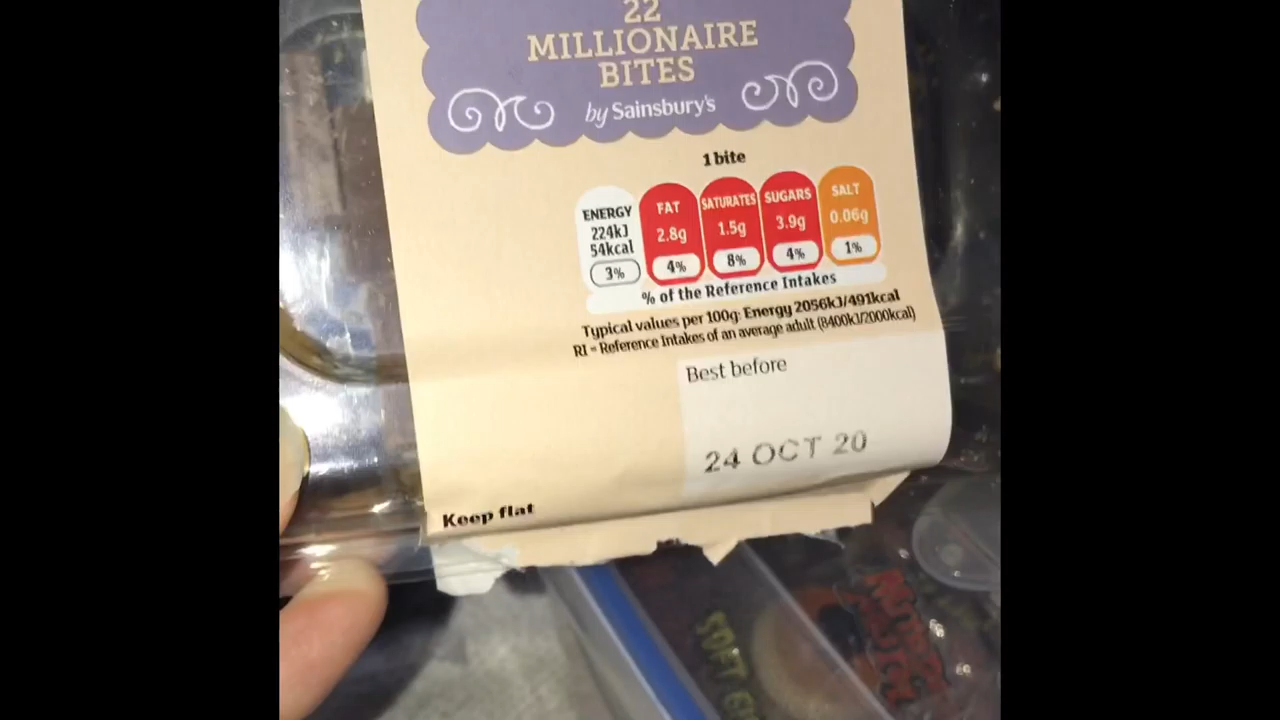 22
MILLIONAIRE
BITES
by Sainsbury's
1 bite
ENERGY
224kJ
54kcal
3%
FAT
2.8g
4%
SATURATES
1.5g
8%
SUGARS
3.9g
4%
SALT
0.06g
1%
% of the Reference Intakes
Typical values per 100g: Energy 2056kJ/491kcal
RI = Reference Intakes of an average adult (8400kJ/2000kcal)
Best before
24 OCT 20
Keep flat
SOFT